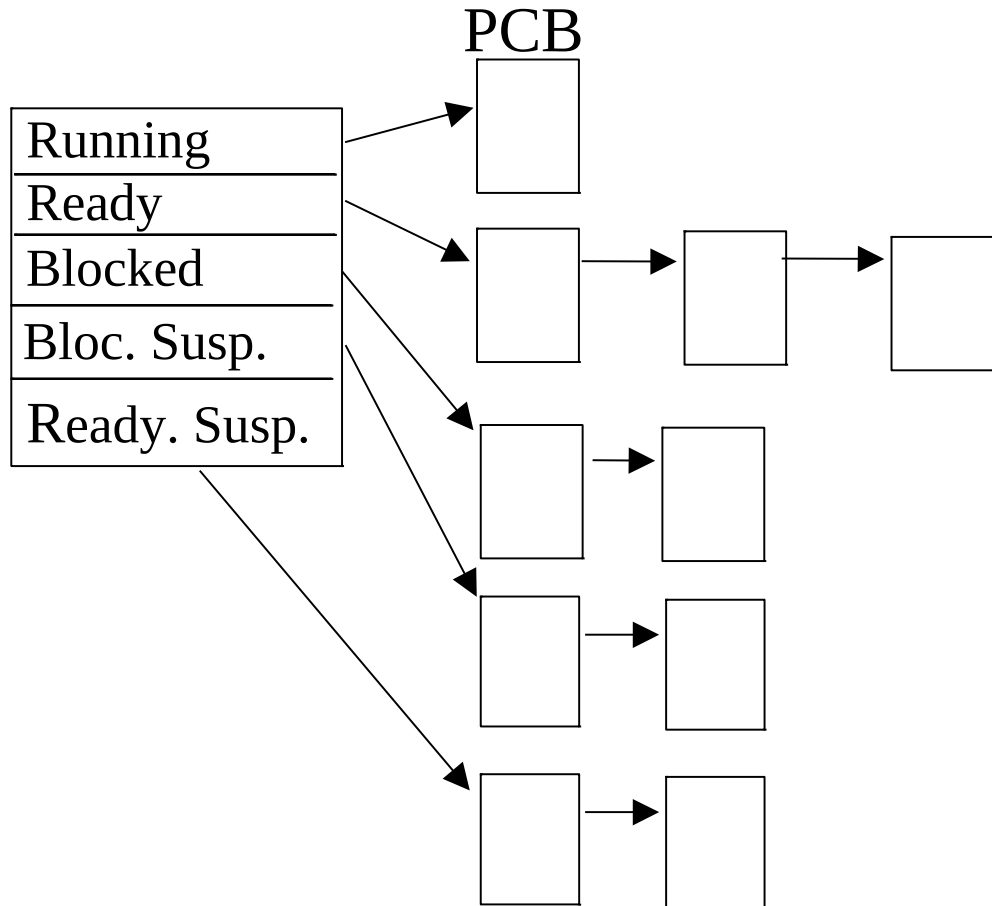 PCB
Running
Ready
Blocked
Bloc. Susp.
Ready. Susp.